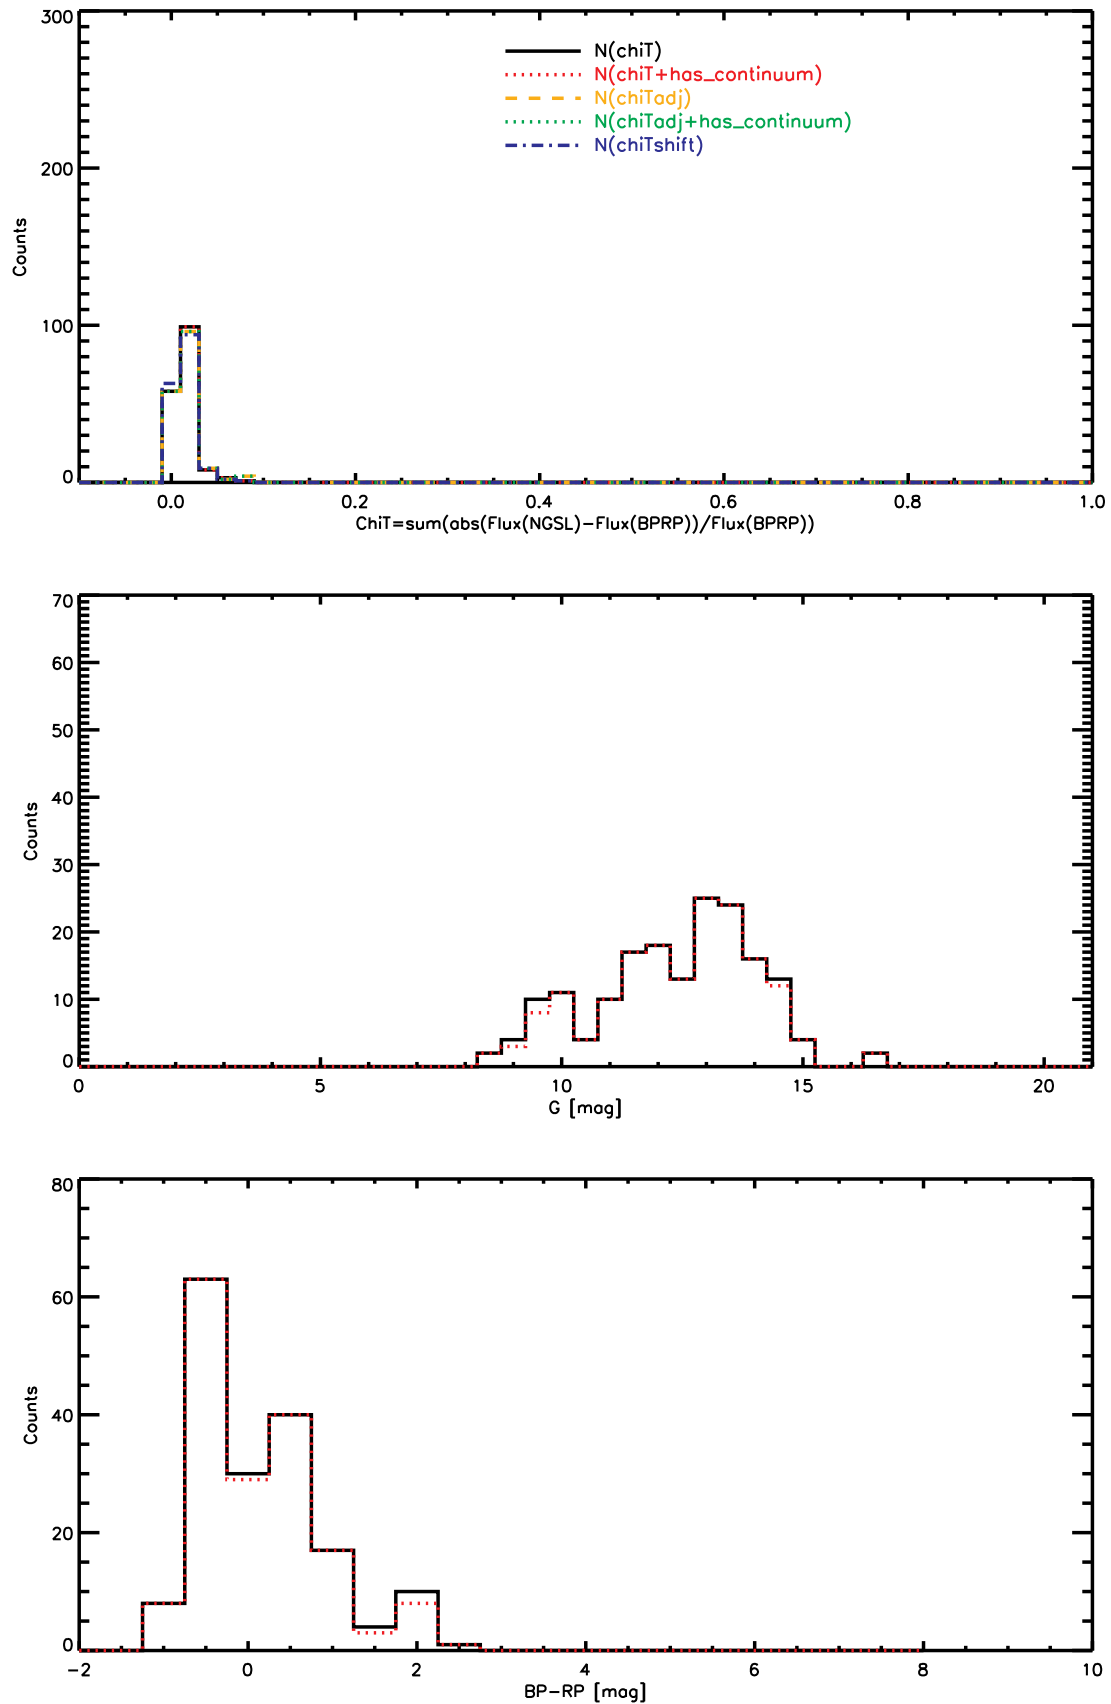 300
200
100
0
Counts
N(chiT)
N(chiT+has_continuum)
N(chiTadj)
N(chiTadj+has_continuum)
N(chiTshift)
0.0 0.2 0.4 0.6 0.8 1.0
ChiT=sum(abs(Flux(NGSL)-Flux(BPRP))/Flux(BPRP))
70
60
50
40
30
20
10
0
Counts
0 5 10 15 20
G [mag]
80
60
40
20
0
Counts
-2 0 2 4 6 8 10
BP-RP [mag]